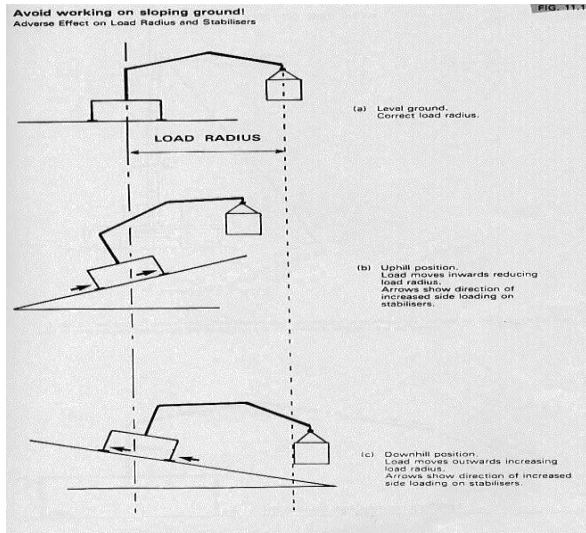 Avoid working on sloping ground!
Adverse Effect on Load Radius and Stabilisers
FIG. 11.1
(a) Level ground.
Correct load radius.
LOAD RADIUS
(b) Uphill position.
Load moves inwards reducing
load radius.
Arrows show direction of
increased side loading on
stabilisers.
(c) Downhill position.
Load moves outwards increasing
load radius.
Arrows show direction of increased
side loading on stabilisers.